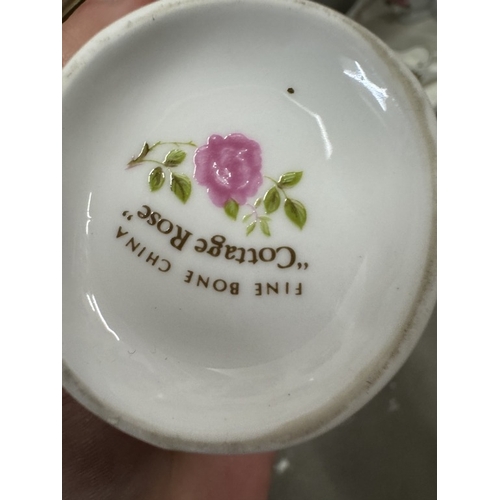 "Cottage Rose"
FINE BONE CHINA